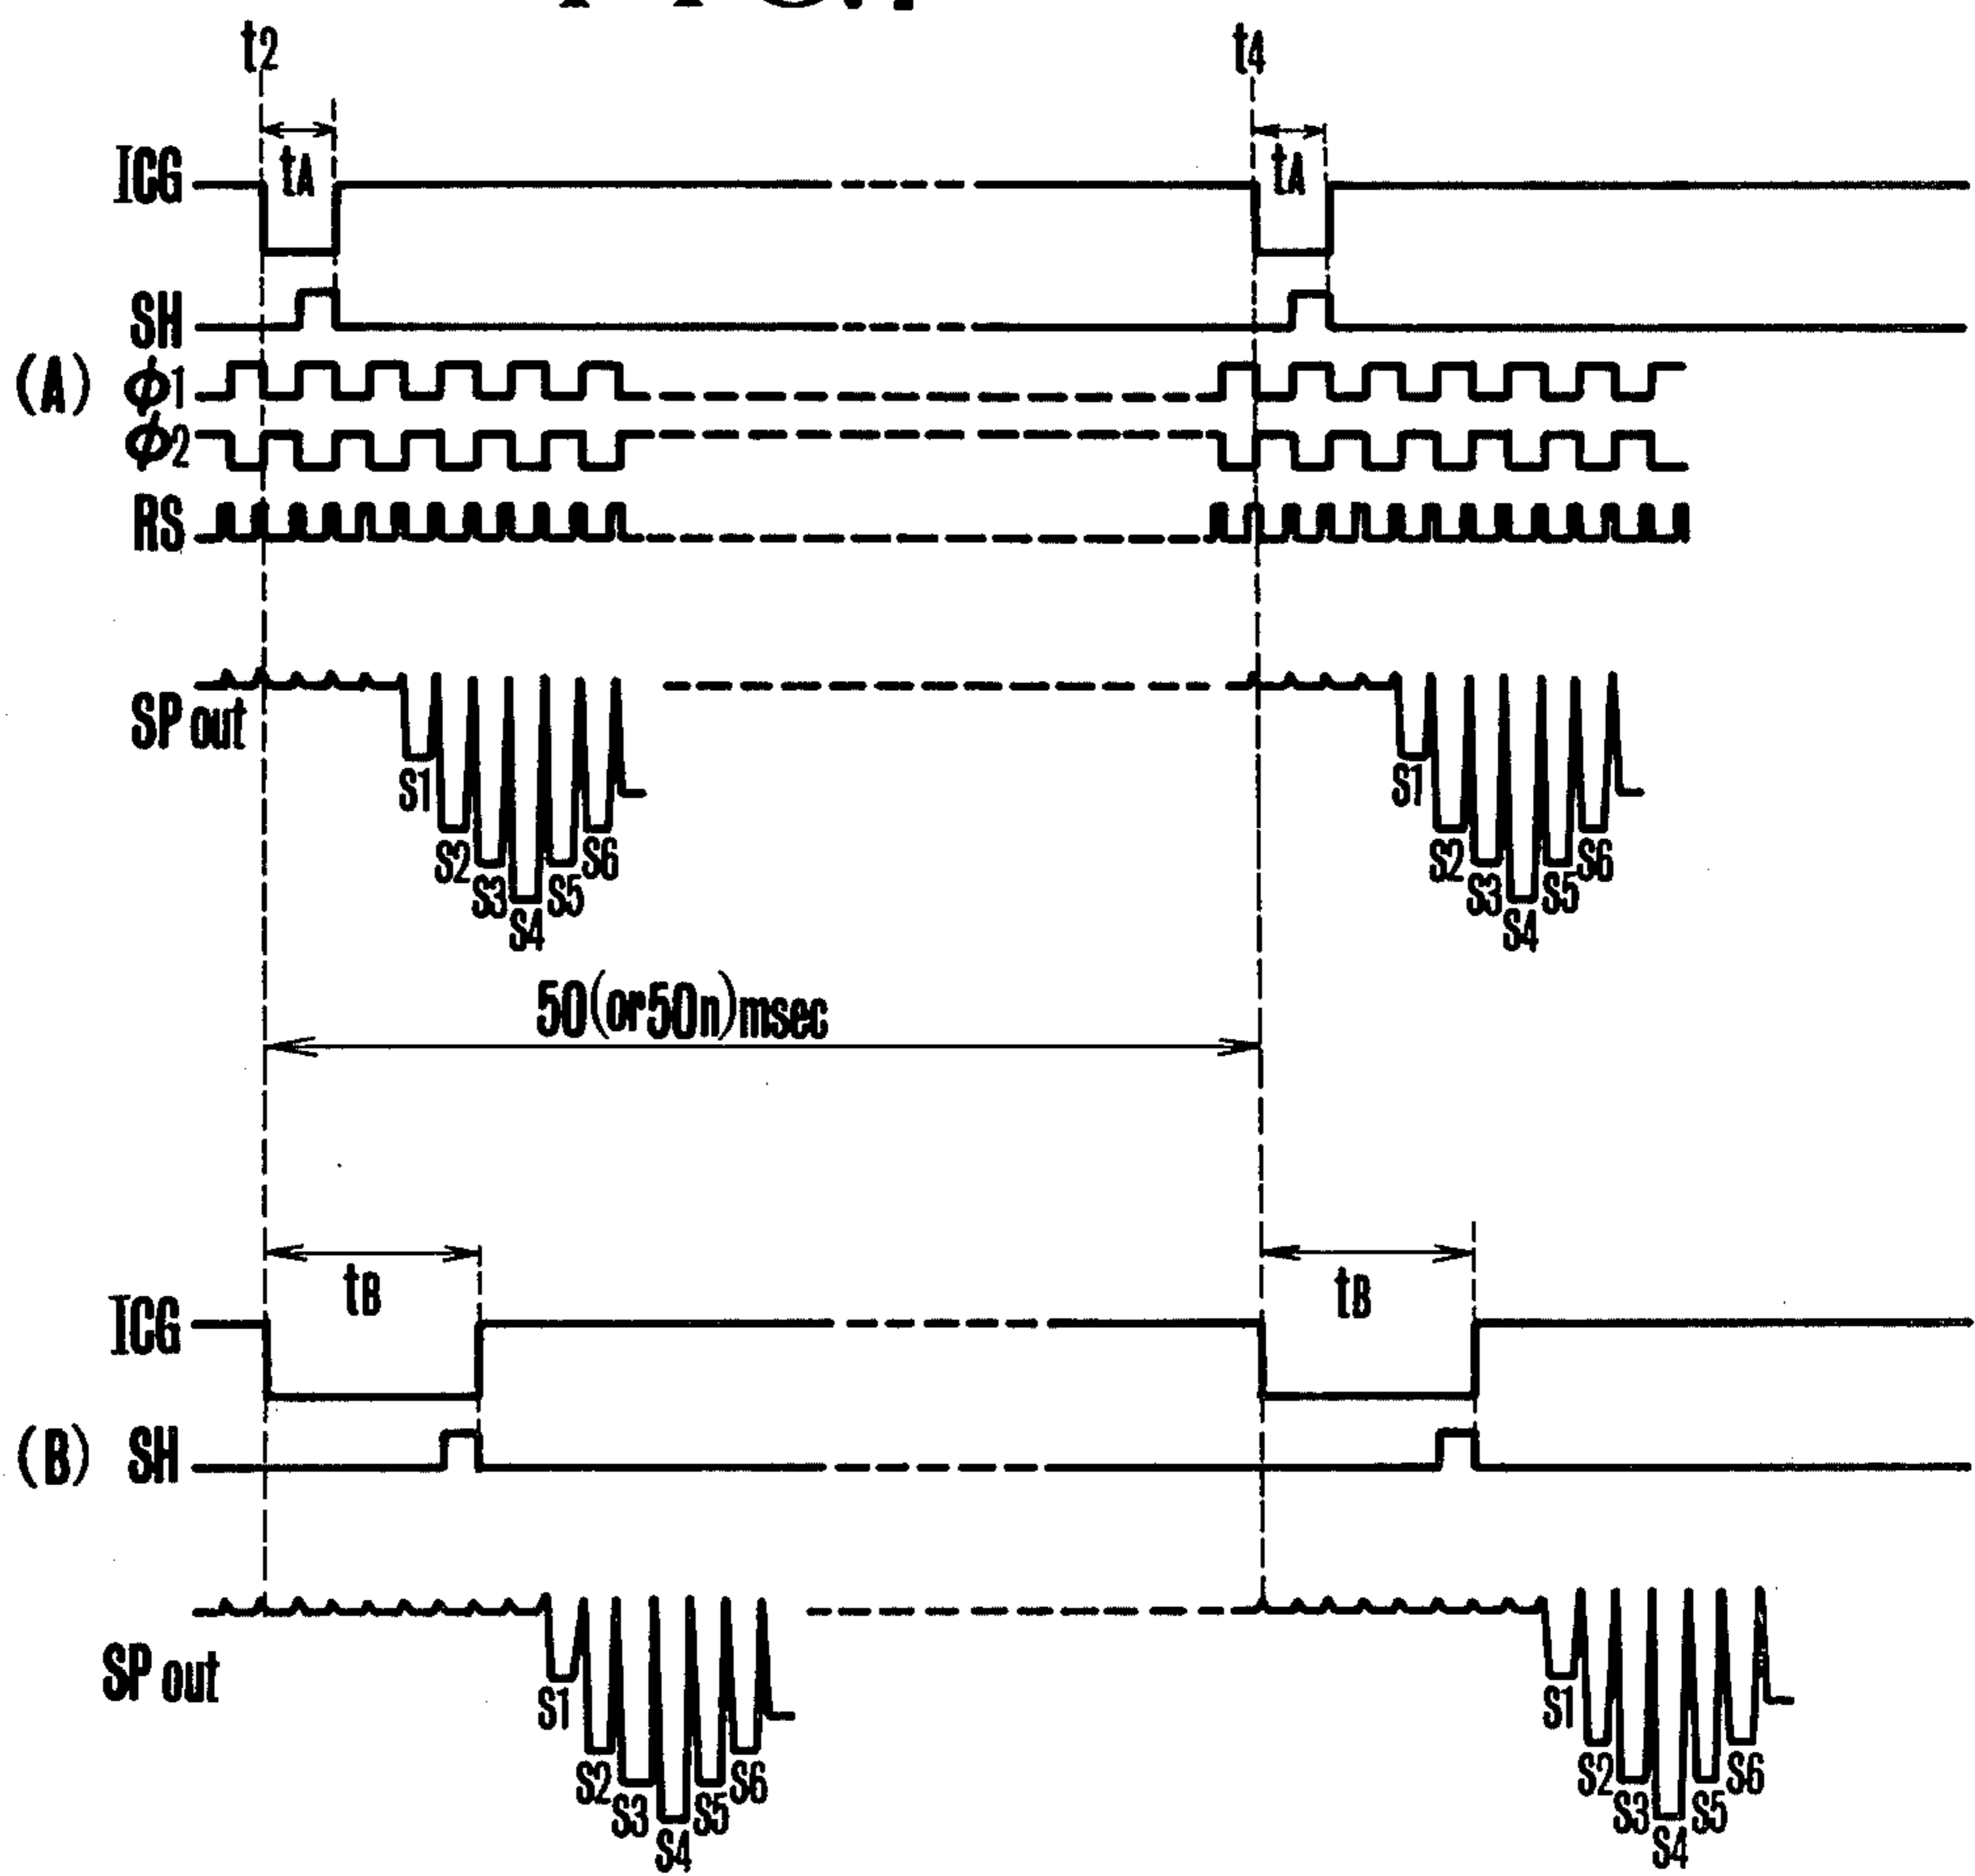 t2 t4
tA tA
ICG
SH
(A) ϕ1
ϕ2
RS
SP out
S1 S2 S3 S4 S5 S6
S1 S2 S3 S4 S5 S6
50(or50n)msec
tB tB
ICG
(B) SH
SP out
S1 S2 S3 S4 S5 S6
S1 S2 S3 S4 S5 S6